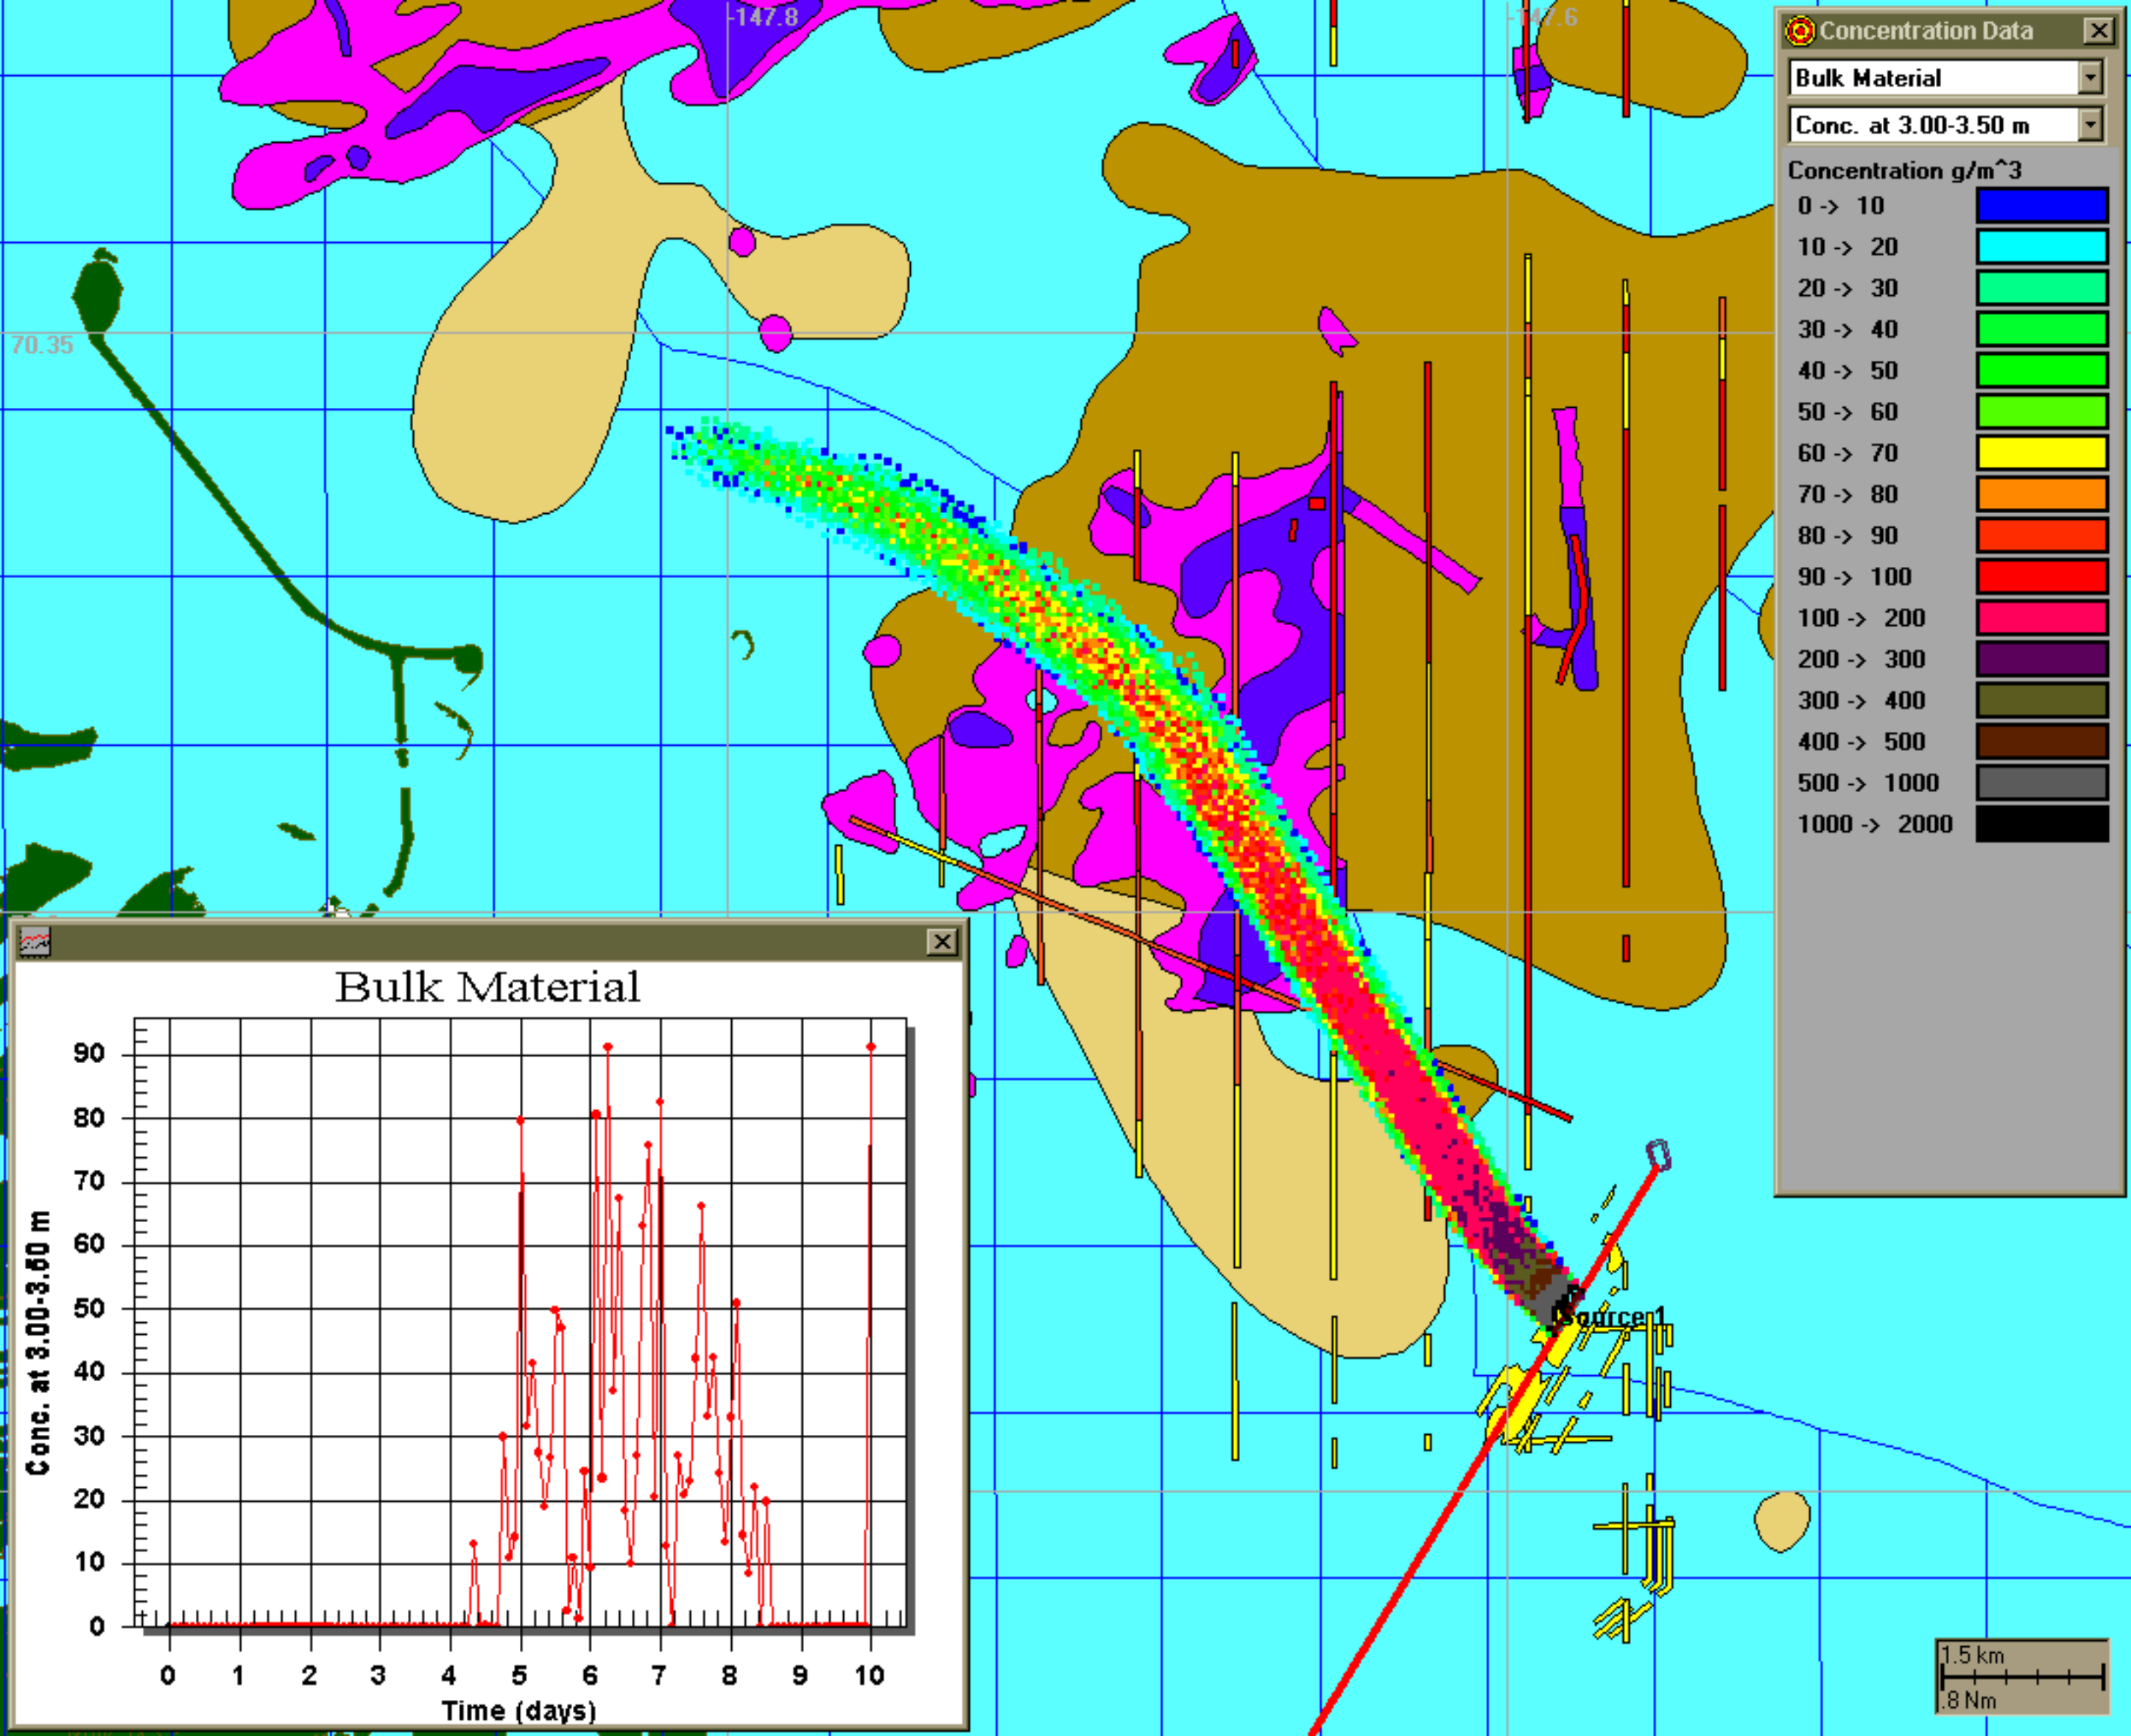 -147.8
-147.6
70.35
Concentration Data
Bulk Material
Conc. at 3.00-3.50 m
Concentration g/m^3
0 -> 10
10 -> 20
20 -> 30
30 -> 40
40 -> 50
50 -> 60
60 -> 70
70 -> 80
80 -> 90
90 -> 100
100 -> 200
200 -> 300
300 -> 400
400 -> 500
500 -> 1000
1000 -> 2000
Source 1
Bulk Material
Conc. at 3.00-3.50 m
90
80
70
60
50
40
30
20
10
0
0 1 2 3 4 5 6 7 8 9 10
Time (days)
1.5 km
.8 Nm